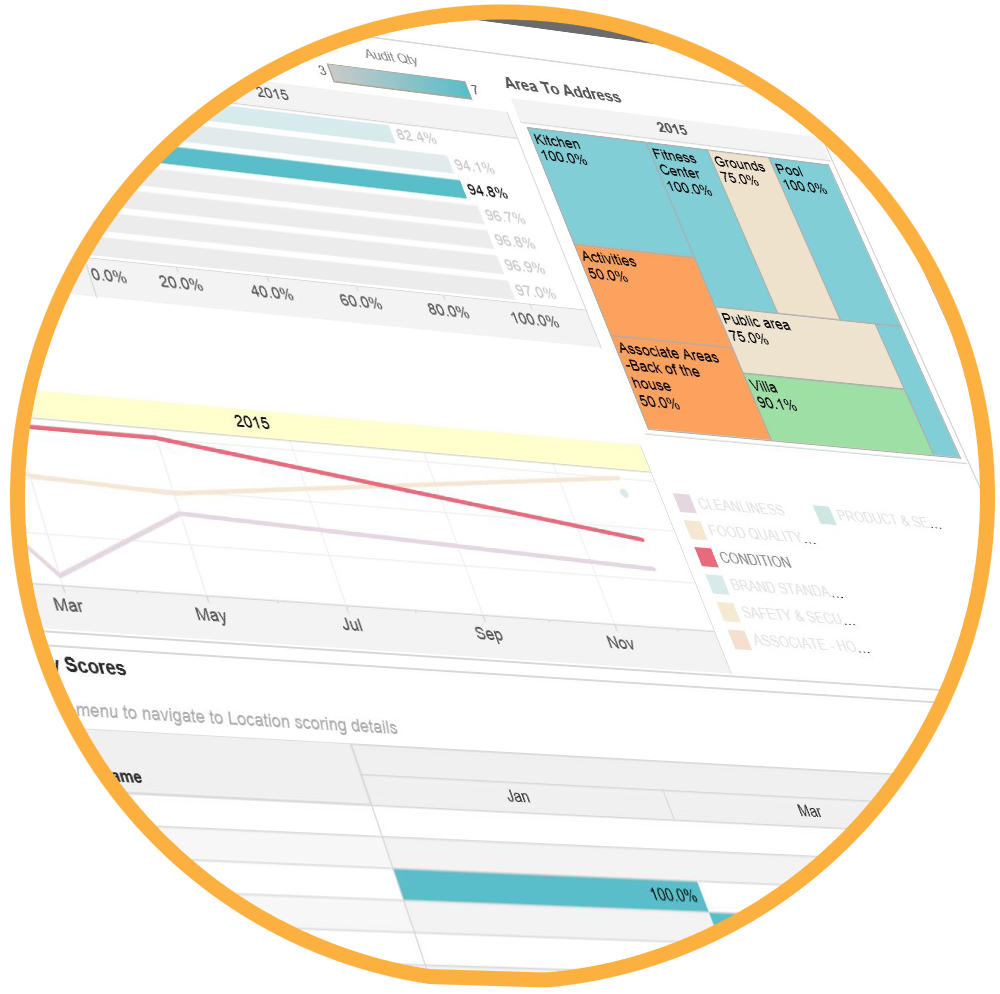 Audit Qty
3
7
2015
82.4%
94.1%
94.8%
96.7%
96.8%
96.9%
97.0%
0.0%
20.0%
40.0%
60.0%
80.0%
100.0%
Area To Address
2015
Kitchen
100.0%
Fitness
Center
100.0%
Grounds
75.0%
Pool
100.0%
Activities
50.0%
Public area
75.0%
Associate Areas
-Back of the
house
50.0%
Villa
90.1%
2015
Mar
May
Jul
Sep
Nov
CLEANLINESS
PRODUCT & SE...
FOOD QUALITY ...
CONDITION
BRAND STANDA...
SAFETY & SECU...
ASSOCIATE - HO...
y Scores
menu to navigate to Location scoring details
ame
Jan
Mar
100.0%